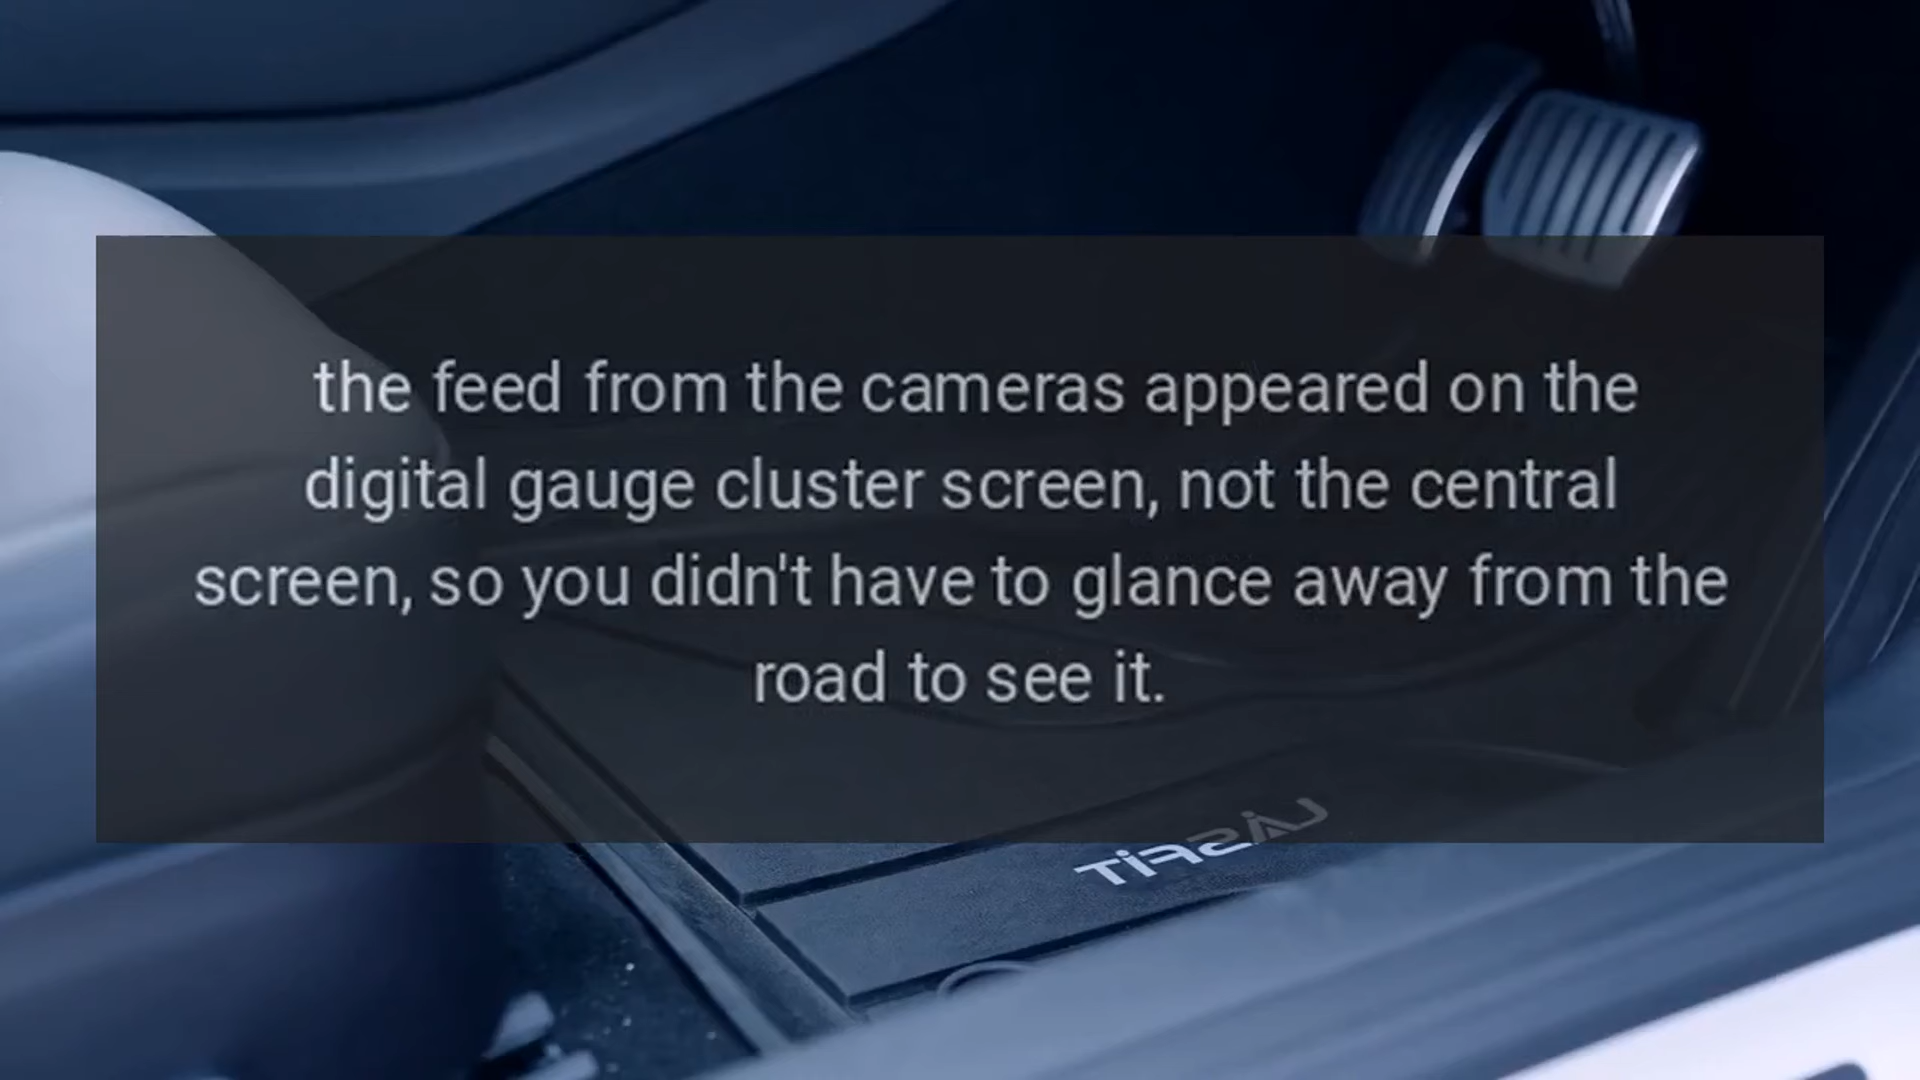 the feed from the cameras appeared on the
digital gauge cluster screen, not the central
screen, so you didn't have to glance away from the
road to see it.
LASFIT